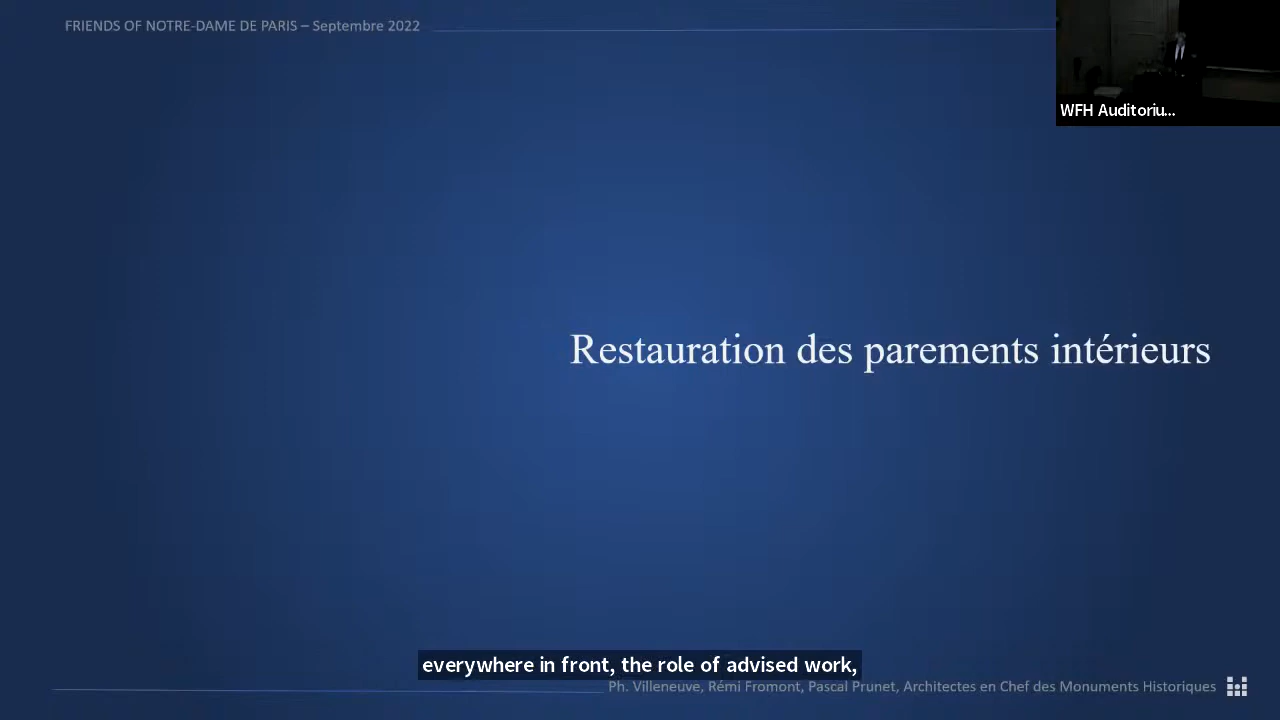 FRIENDS OF NOTRE-DAME DE PARIS – Septembre 2022
WFH Auditoriu...
Restauration des parements intérieurs
everywhere in front, the role of advised work,
Ph. Villeneuve, Rémi Fromont, Pascal Prunet, Architectes en Chef des Monuments Historiques